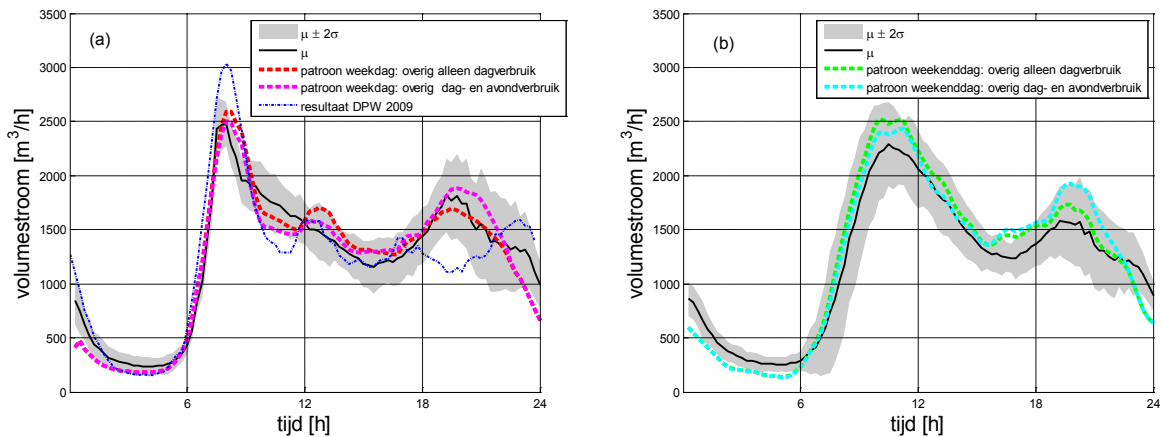 3500
3000
2500
2000
1500
1000
500
0
volumestroom [m³/h]
(a)
μ ± 2σ
μ
patroon weekdag: overig alleen dagverbruik
patroon weekdag: overig dag- en avondverbruik
resultaat DPW 2009
6
12
18
24
tijd [h]
3500
3000
2500
2000
1500
1000
500
0
volumestroom [m³/h]
(b)
μ ± 2σ
μ
patroon weekenddag: overig alleen dagverbruik
patroon weekenddag: overig dag- en avondverbruik
6
12
18
24
tijd [h]